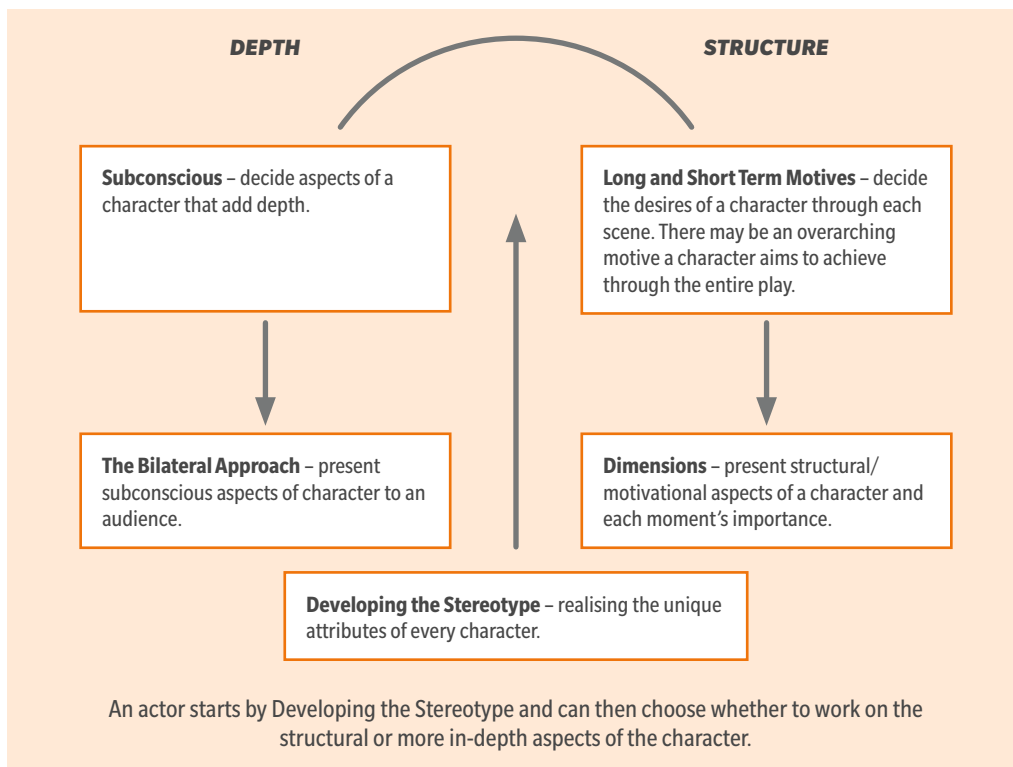 DEPTH
STRUCTURE
Subconscious – decide aspects of a
character that add depth.
Long and Short Term Motives – decide
the desires of a character through each
scene. There may be an overarching
motive a character aims to achieve
through the entire play.
The Bilateral Approach – present
subconscious aspects of character to an
audience.
Dimensions – present structural/
motivational aspects of a character and
each moment’s importance.
Developing the Stereotype – realising the unique
attributes of every character.
An actor starts by Developing the Stereotype and can then choose whether to work on the
structural or more in-depth aspects of the character.